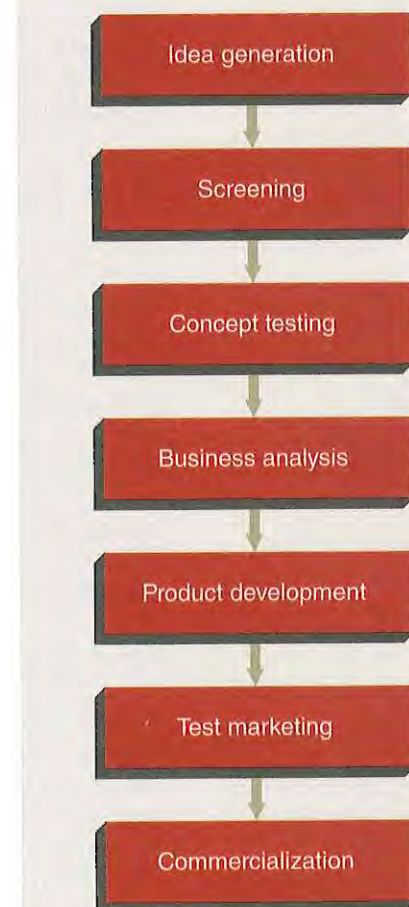 Idea generation
Screening
Concept testing
Business analysis
Product development
Test marketing
Commercialization